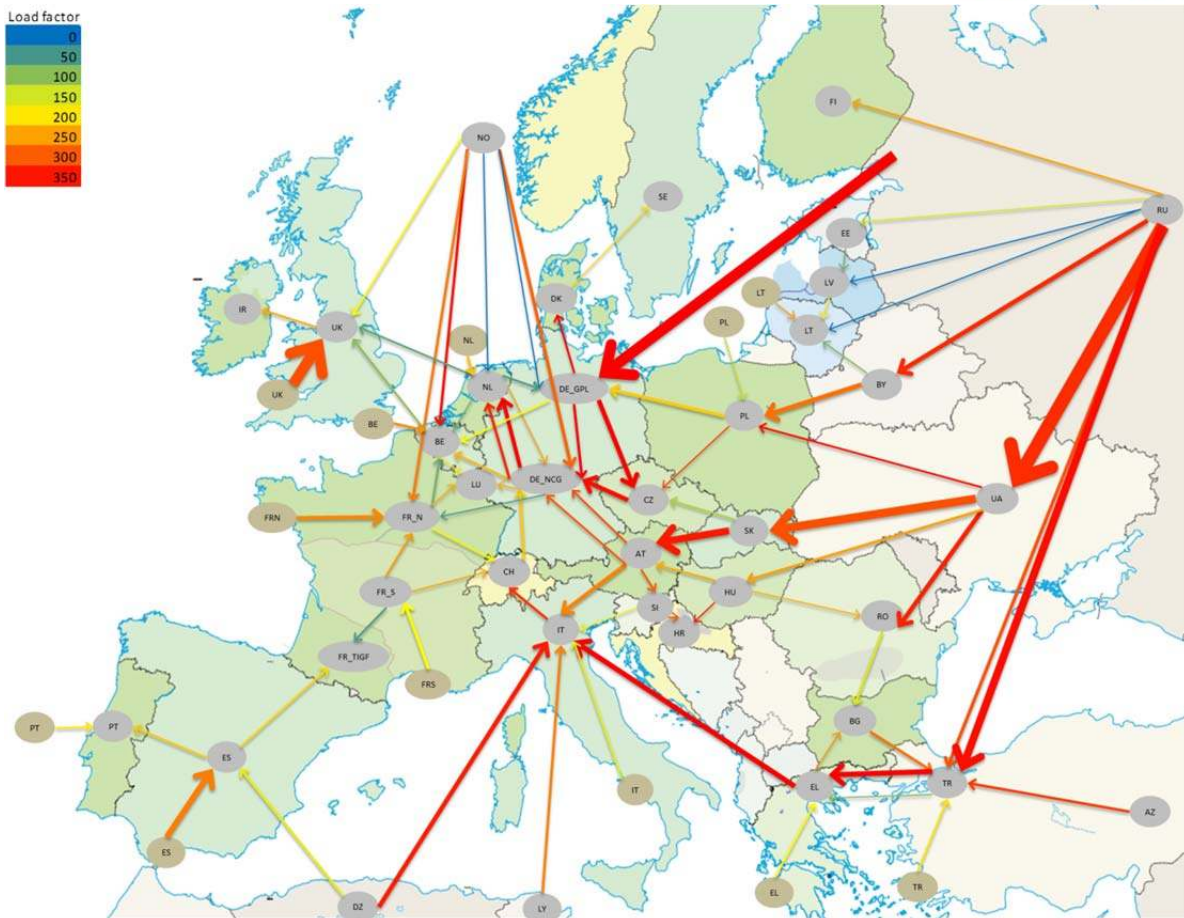 Load factor
0
50
100
150
200
250
300
350
FI
NO
SE
RU
EE
DK
LT
LV
IR
UK
NL
PL
LT
UK
NL
DE_GPL
BY
BE
PL
BE
LU
DE_NCG
CZ
UA
FRN
FR_N
SK
AT
CH
FR_S
HU
SI
RO
IT
HR
FR_TIGF
FRS
PT
PT
BG
ES
IT
EL
TR
AZ
ES
EL
TR
DZ
LY